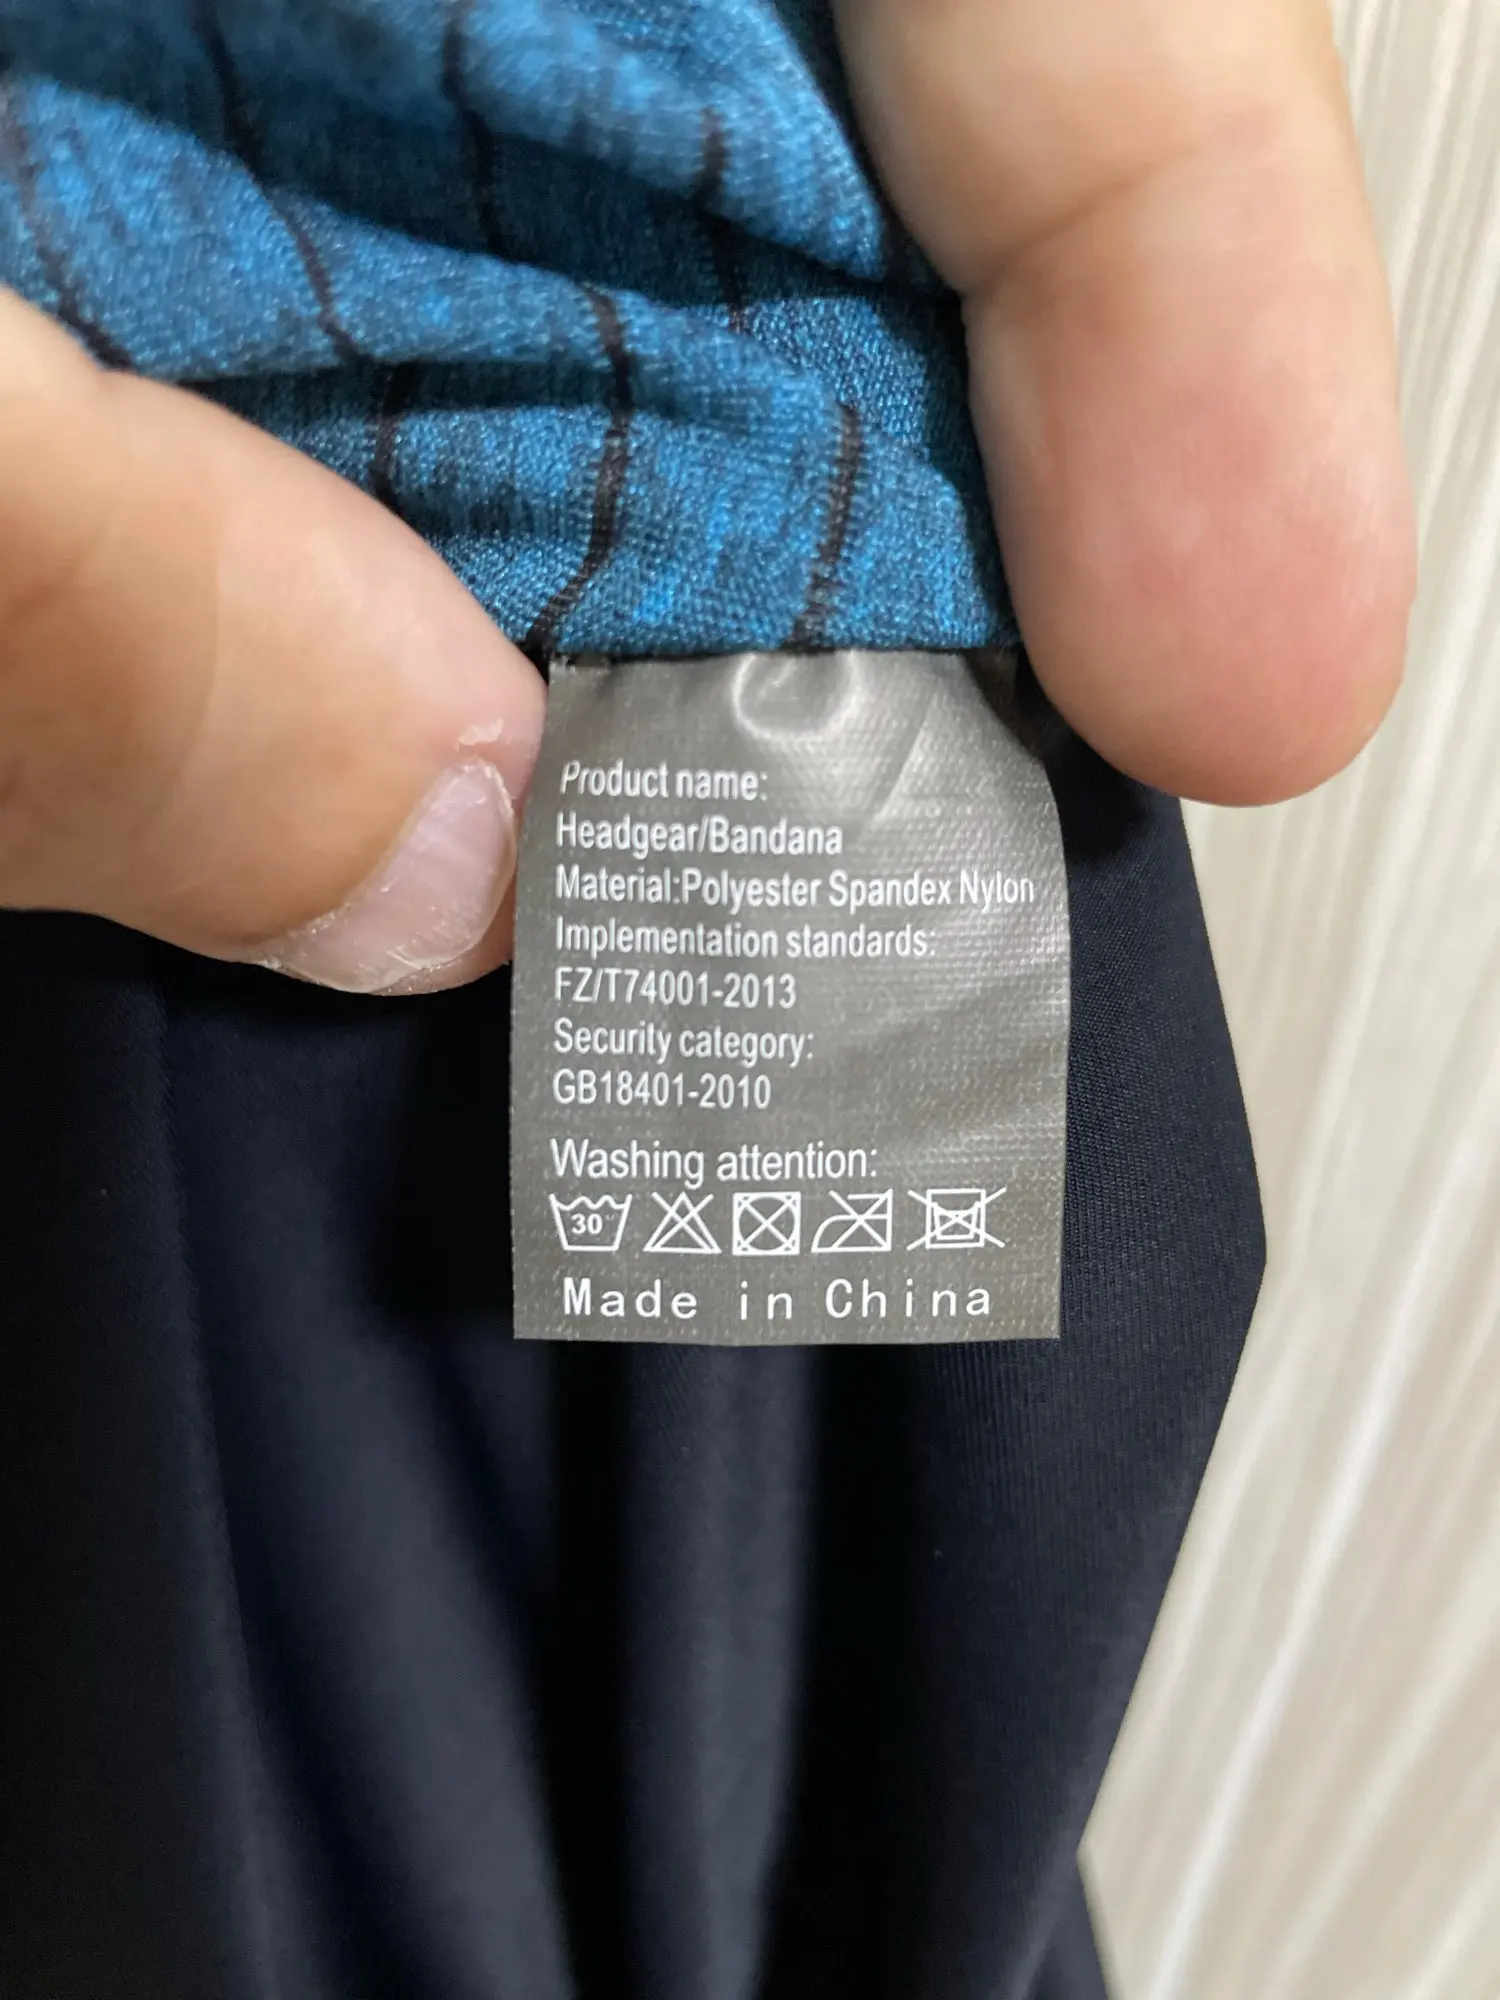 Product name:
Headgear/Bandana
Material:Polyester Spandex Nylon
Implementation standards:
FZ/T74001-2013
Security category:
GB18401-2010
Washing attention:
30
Made in China